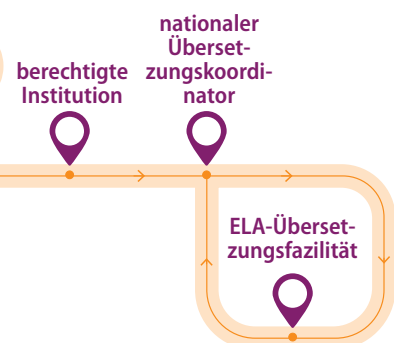 berechtigte
Institution
nationaler
Überset-
zungskoordi-
nator
ELA-Überset-
zungsfazilität